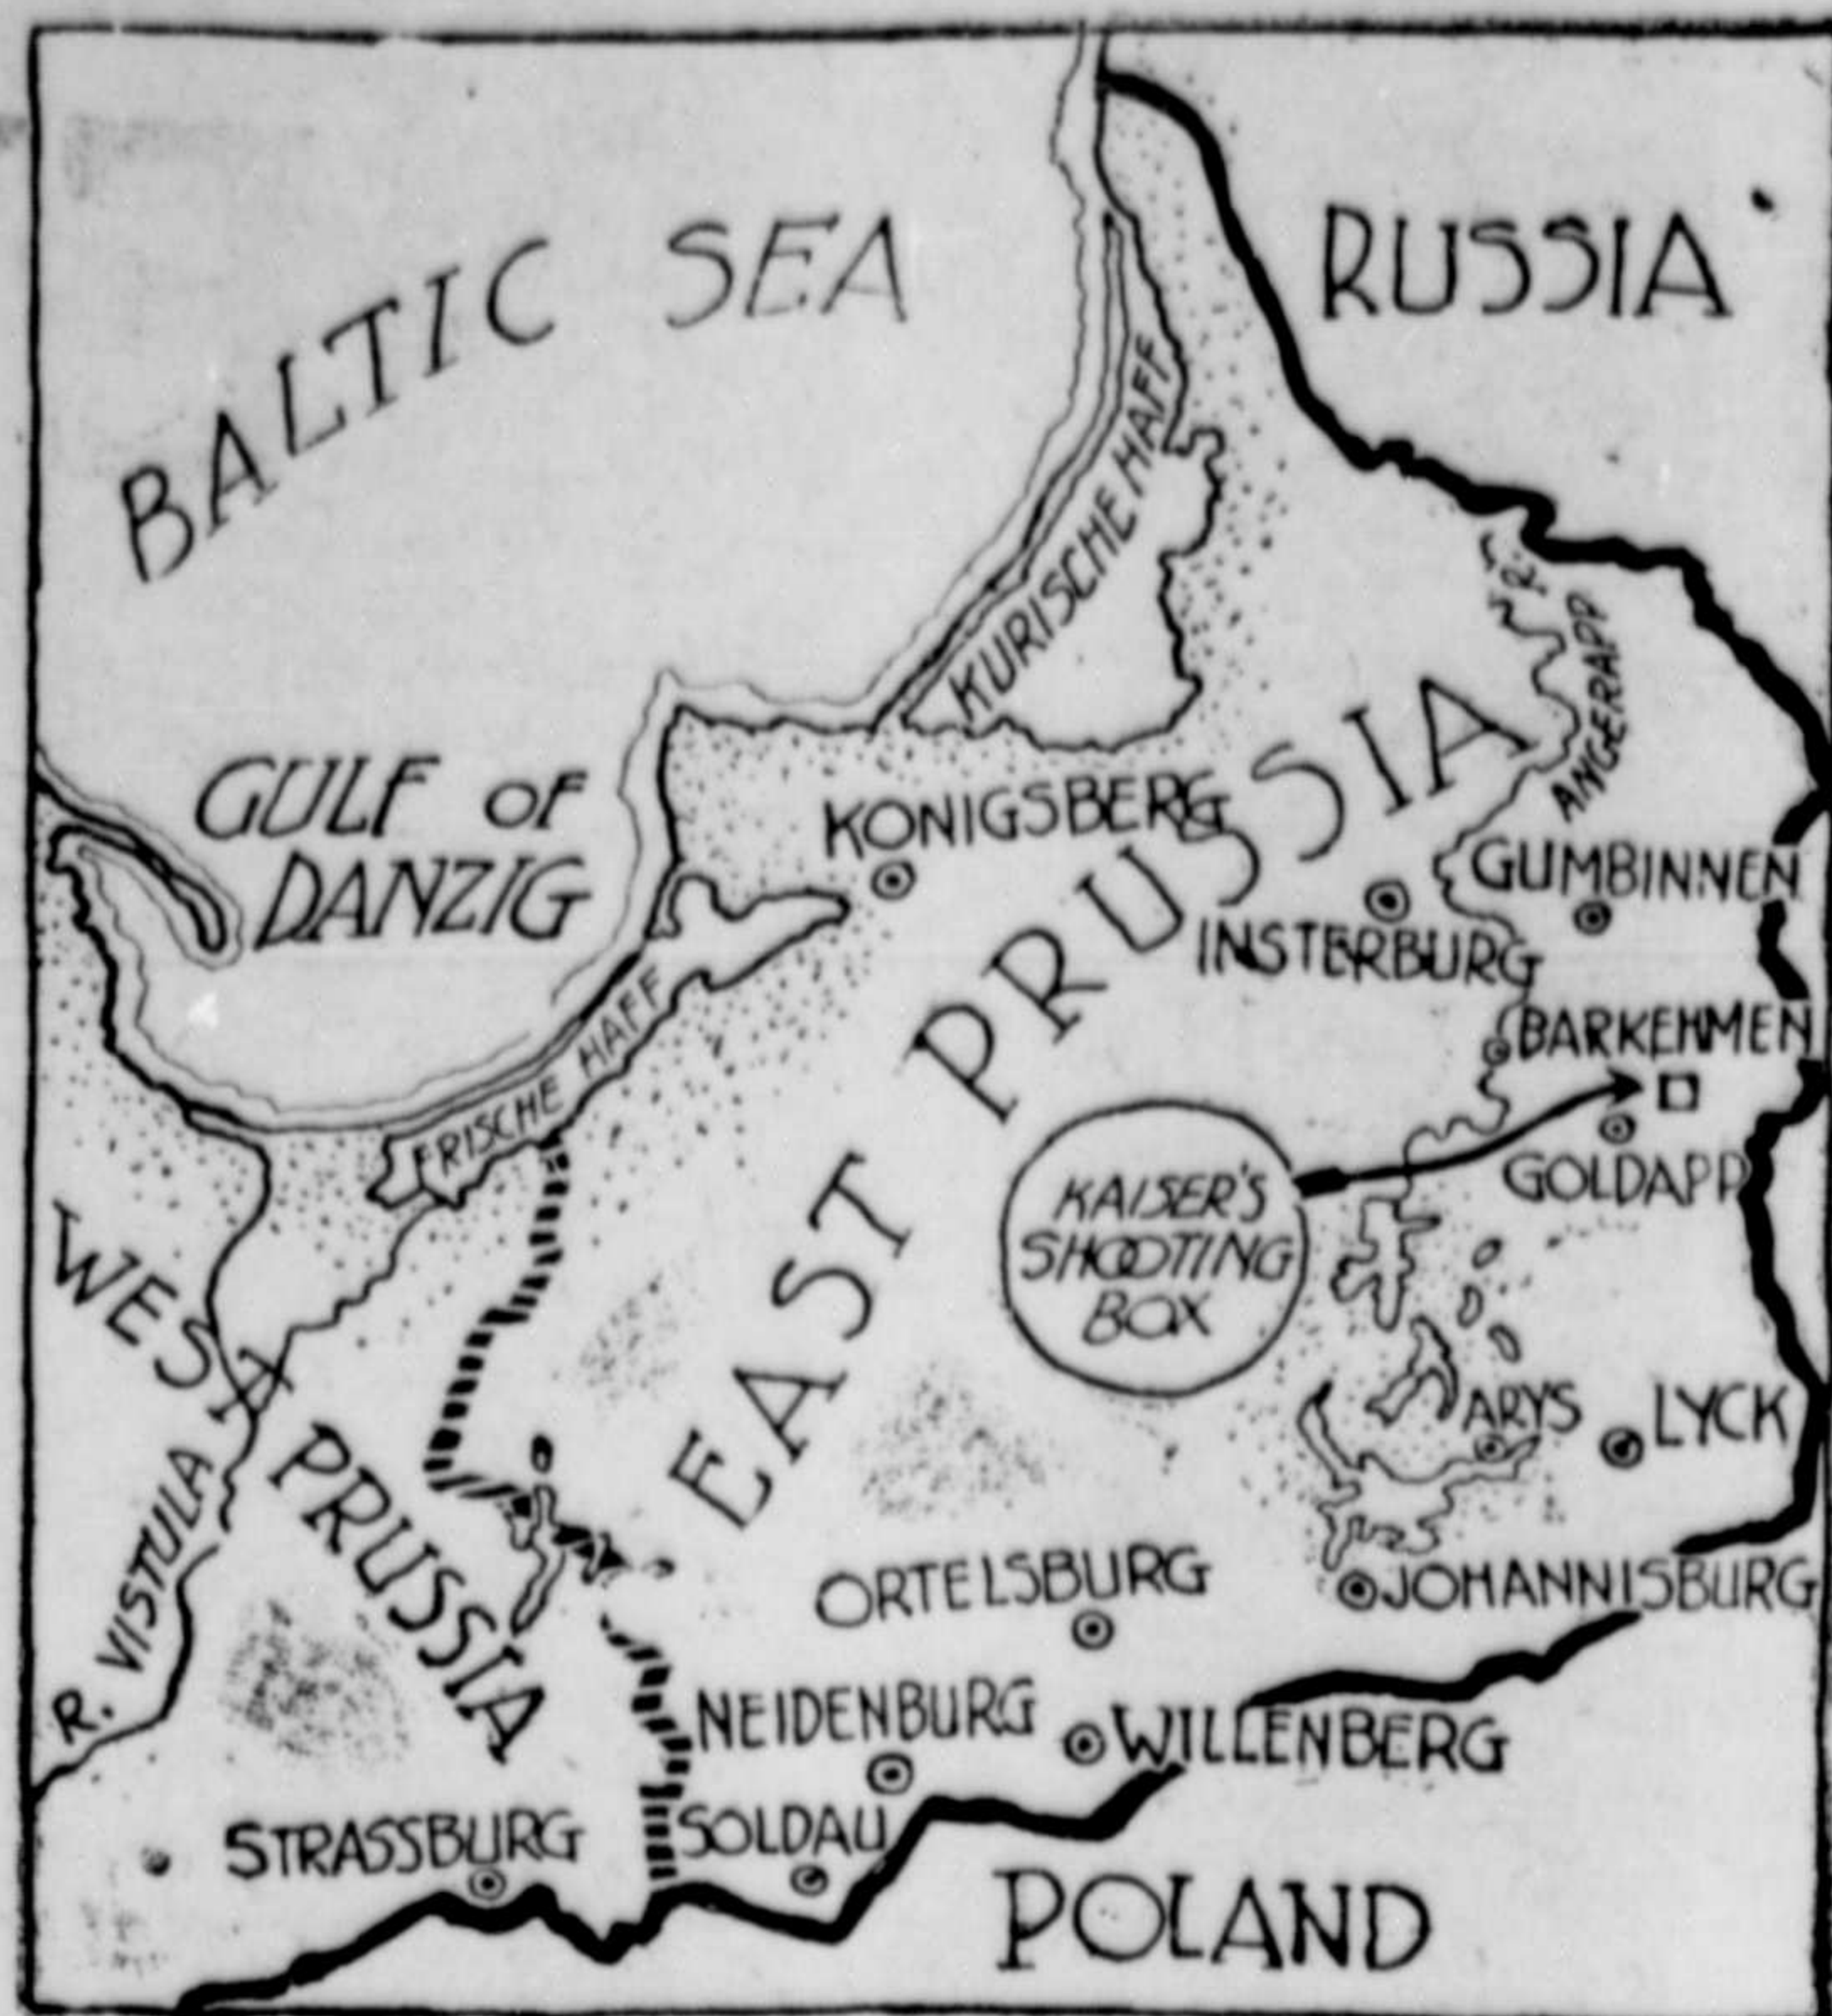 RUSSIA
BALTIC SEA
KURISCHE HAFF
R. ANGERAPP
GULF OF
DANZIG
KONIGSBERG
GUMBINNEN
INSTERBURG
EAST PRUSSIA
FRISCHE HAFF
BARKEHMEN
GOLDAPP
KAISER'S
SHOOTING
BOX
WEST PRUSSIA
ARYS
LYCK
R. VISTULA
ORTELSBURG
JOHANNISBURG
NEIDENBURG
WILLENBERG
STRASSBURG
SOLDAU
POLAND